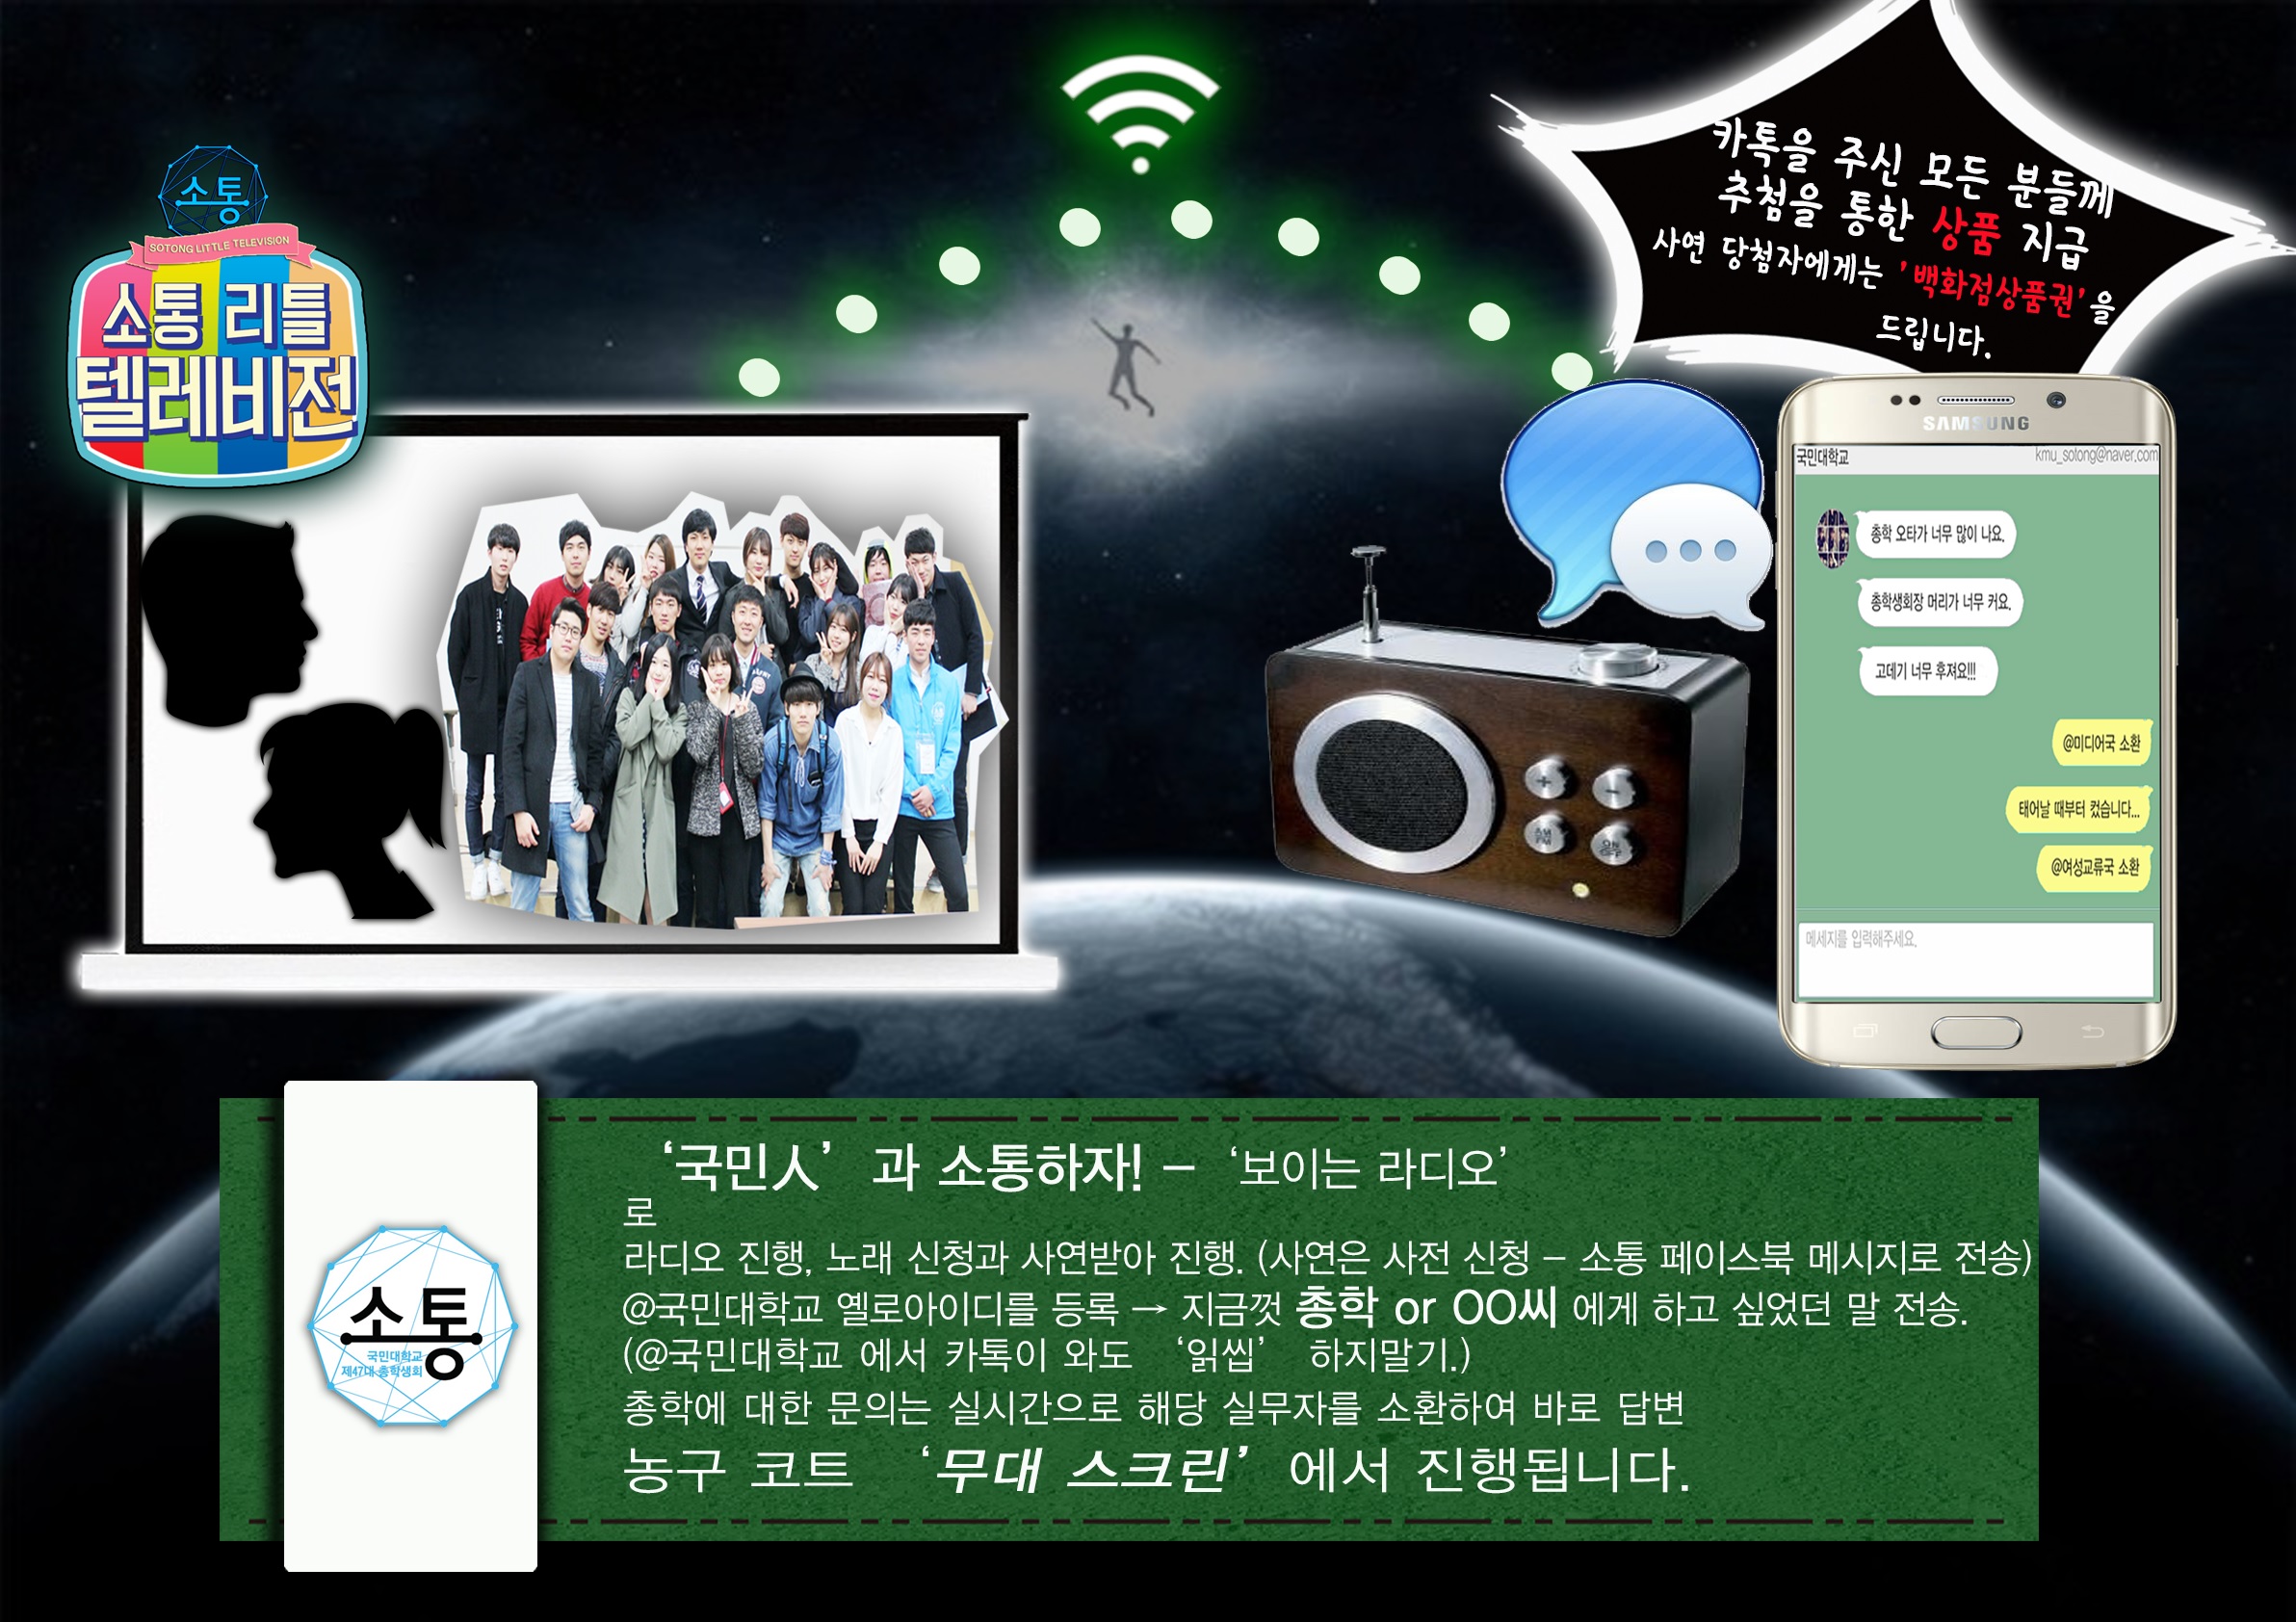 카톡을 주신 모든 분들께
추첨을 통한 상품 지급
사연 당첨자에게는 '백화점상품권'을
드립니다.
소통
SOTONG LITTLE TELEVISION
소통 리틀
텔레비전
SAMSUNG
국민대학교 kmu_sotong@naver.com
총학 오타가 너무 많이 나요.
총학생회장 머리가 너무 커요.
고데기 너무 후져요!!!
@미디어국 소환
태어날 때부터 컸습니다...
@여성교류국 소환
메세지를 입력해주세요.
+
-
AM
FM
ON
OFF
소통
국민대학교
제47대 총학생회
‘국민人’ 과 소통하자! – ‘보이는 라디오’
로
라디오 진행, 노래 신청과 사연받아 진행. (사연은 사전 신청 – 소통 페이스북 메시지로 전송)
@국민대학교 옐로아이디를 등록 → 지금껏 총학 or OO씨 에게 하고 싶었던 말 전송.
(@국민대학교 에서 카톡이 와도 ‘읽씹’ 하지말기.)
총학에 대한 문의는 실시간으로 해당 실무자를 소환하여 바로 답변
농구 코트 ‘무대 스크린’ 에서 진행됩니다.